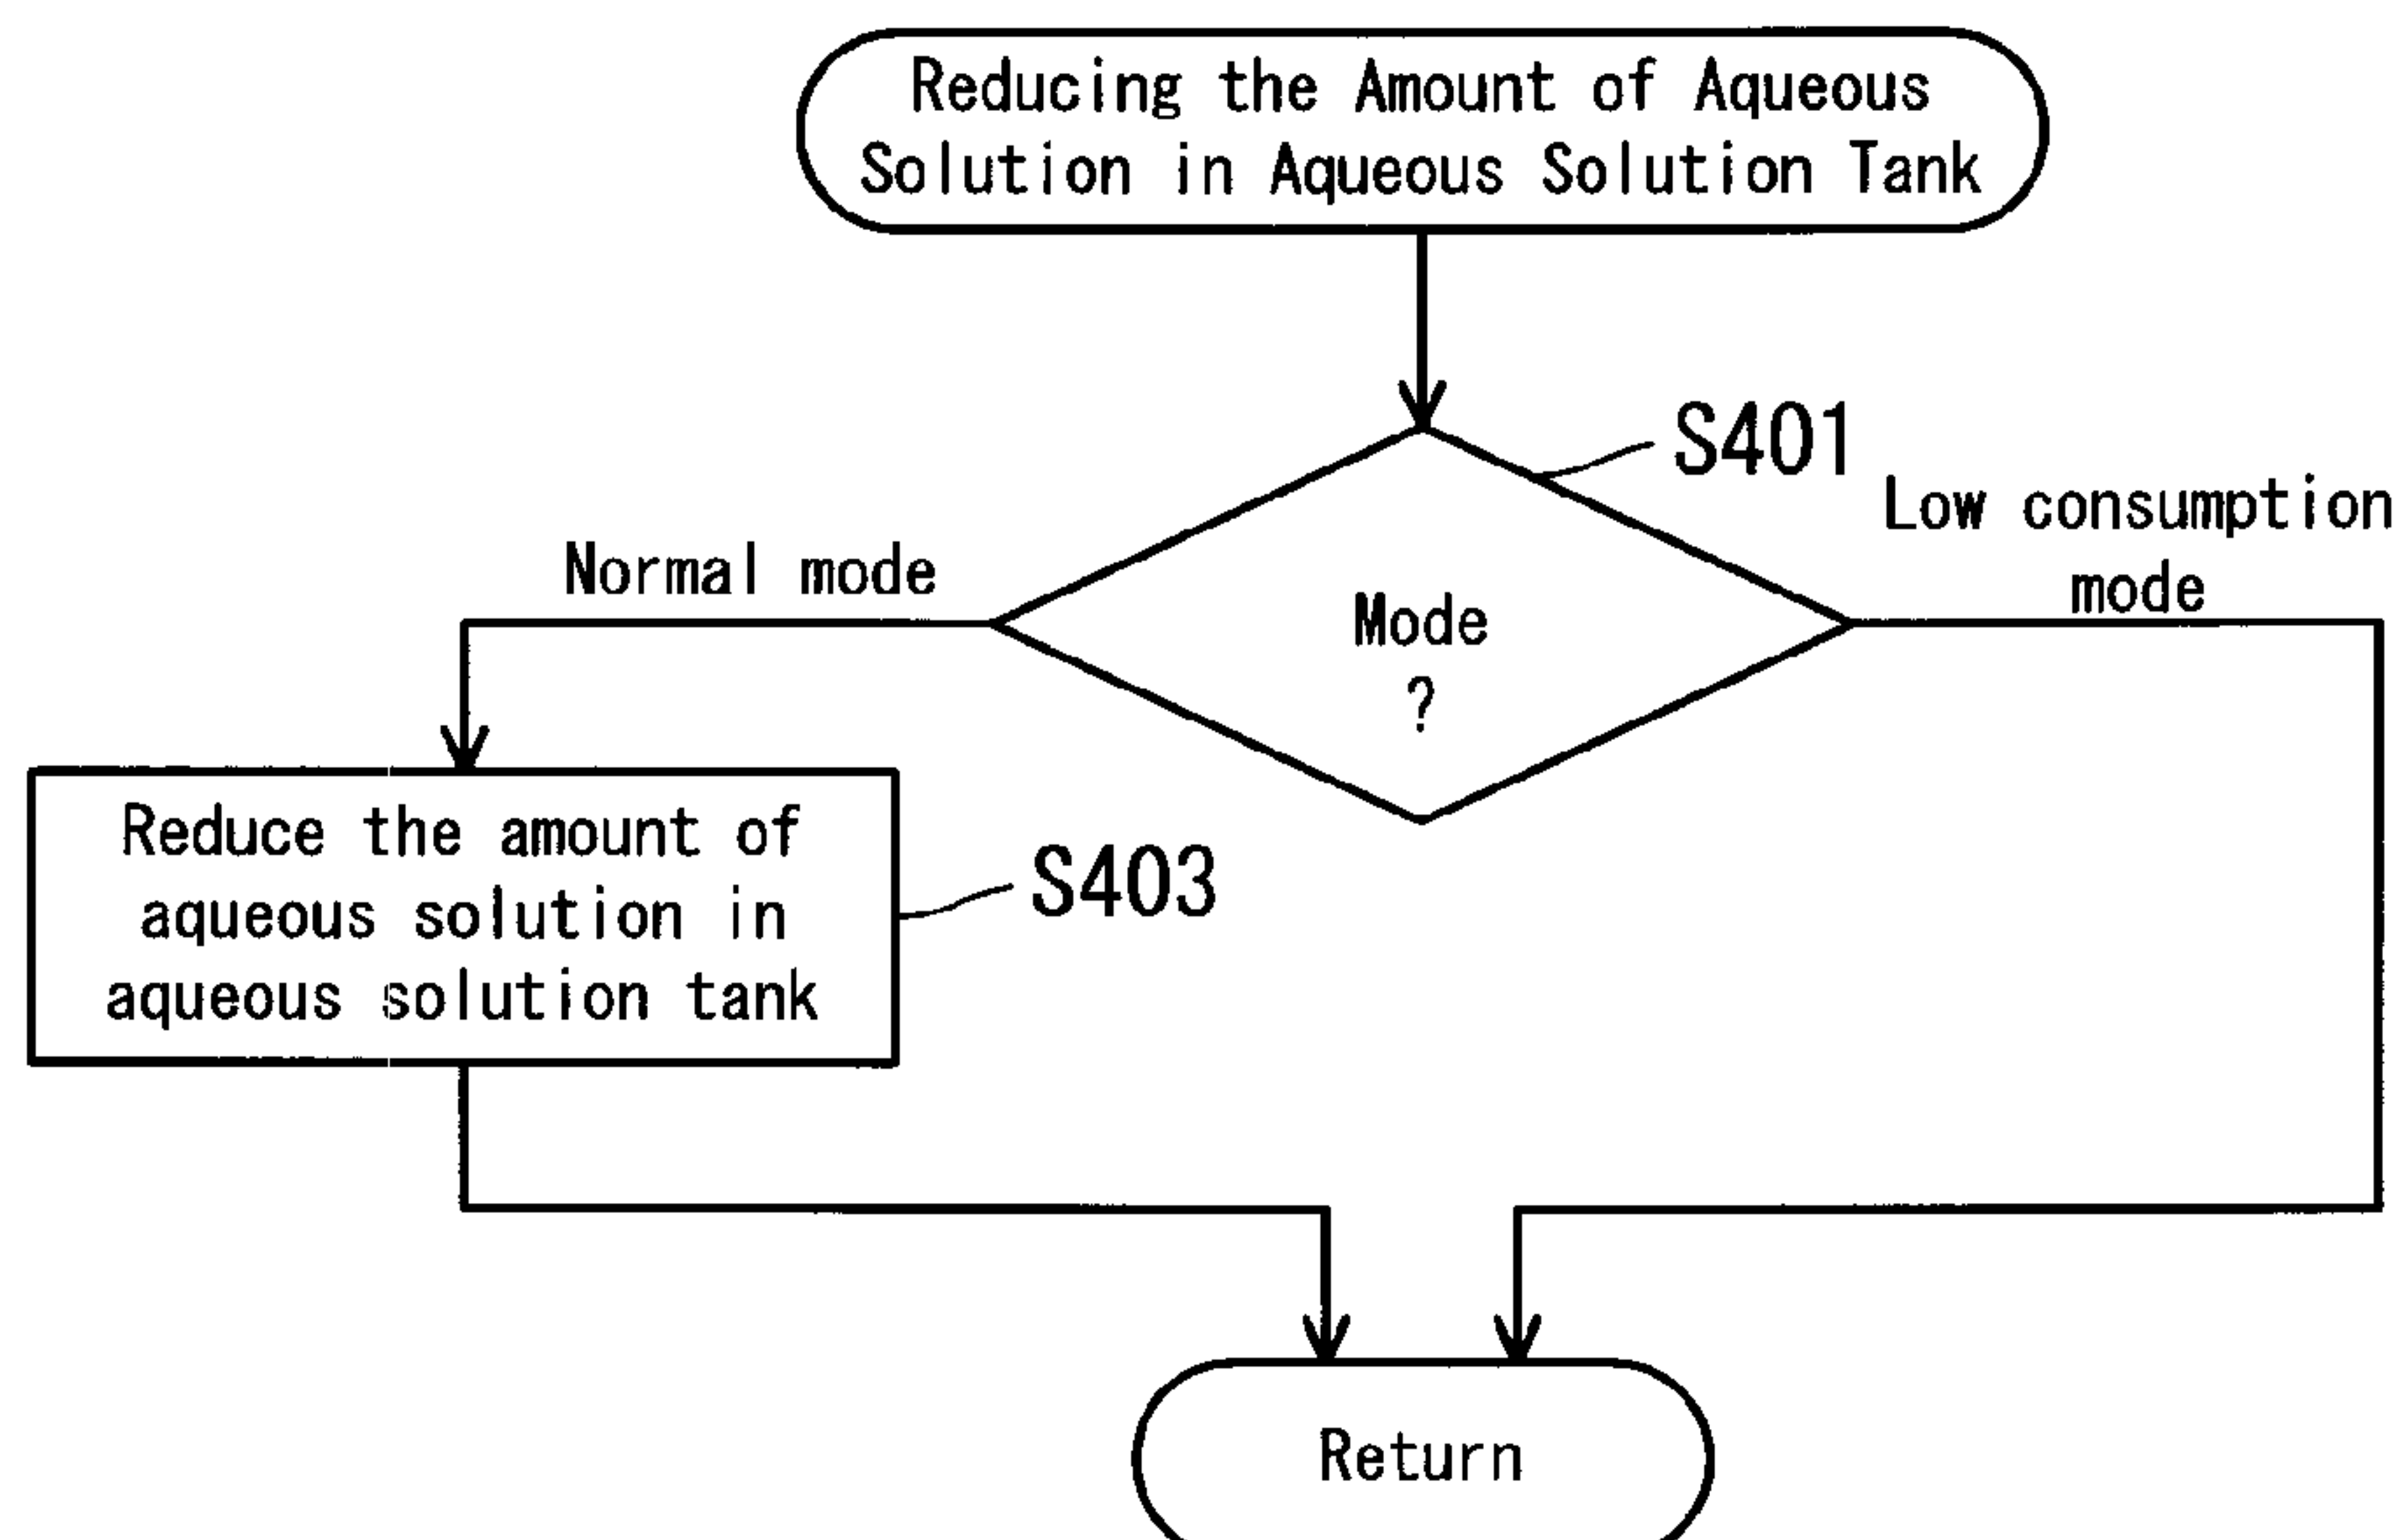 Reducing the Amount of Aqueous
Solution in Aqueous Solution Tank
S401
Low consumption
mode
Normal mode
Mode
?
Reduce the amount of
aqueous solution in
aqueous solution tank
S403
Return